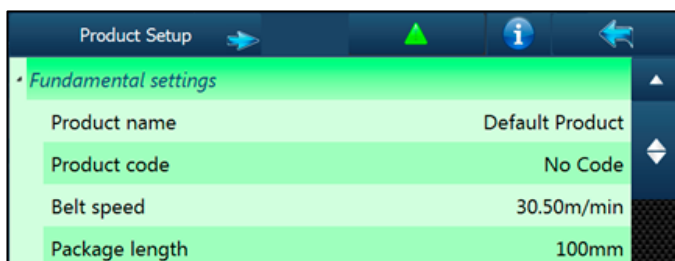 Product Setup
Fundamental settings
Product name Default Product
Product code No Code
Belt speed 30.50m/min
Package length 100mm